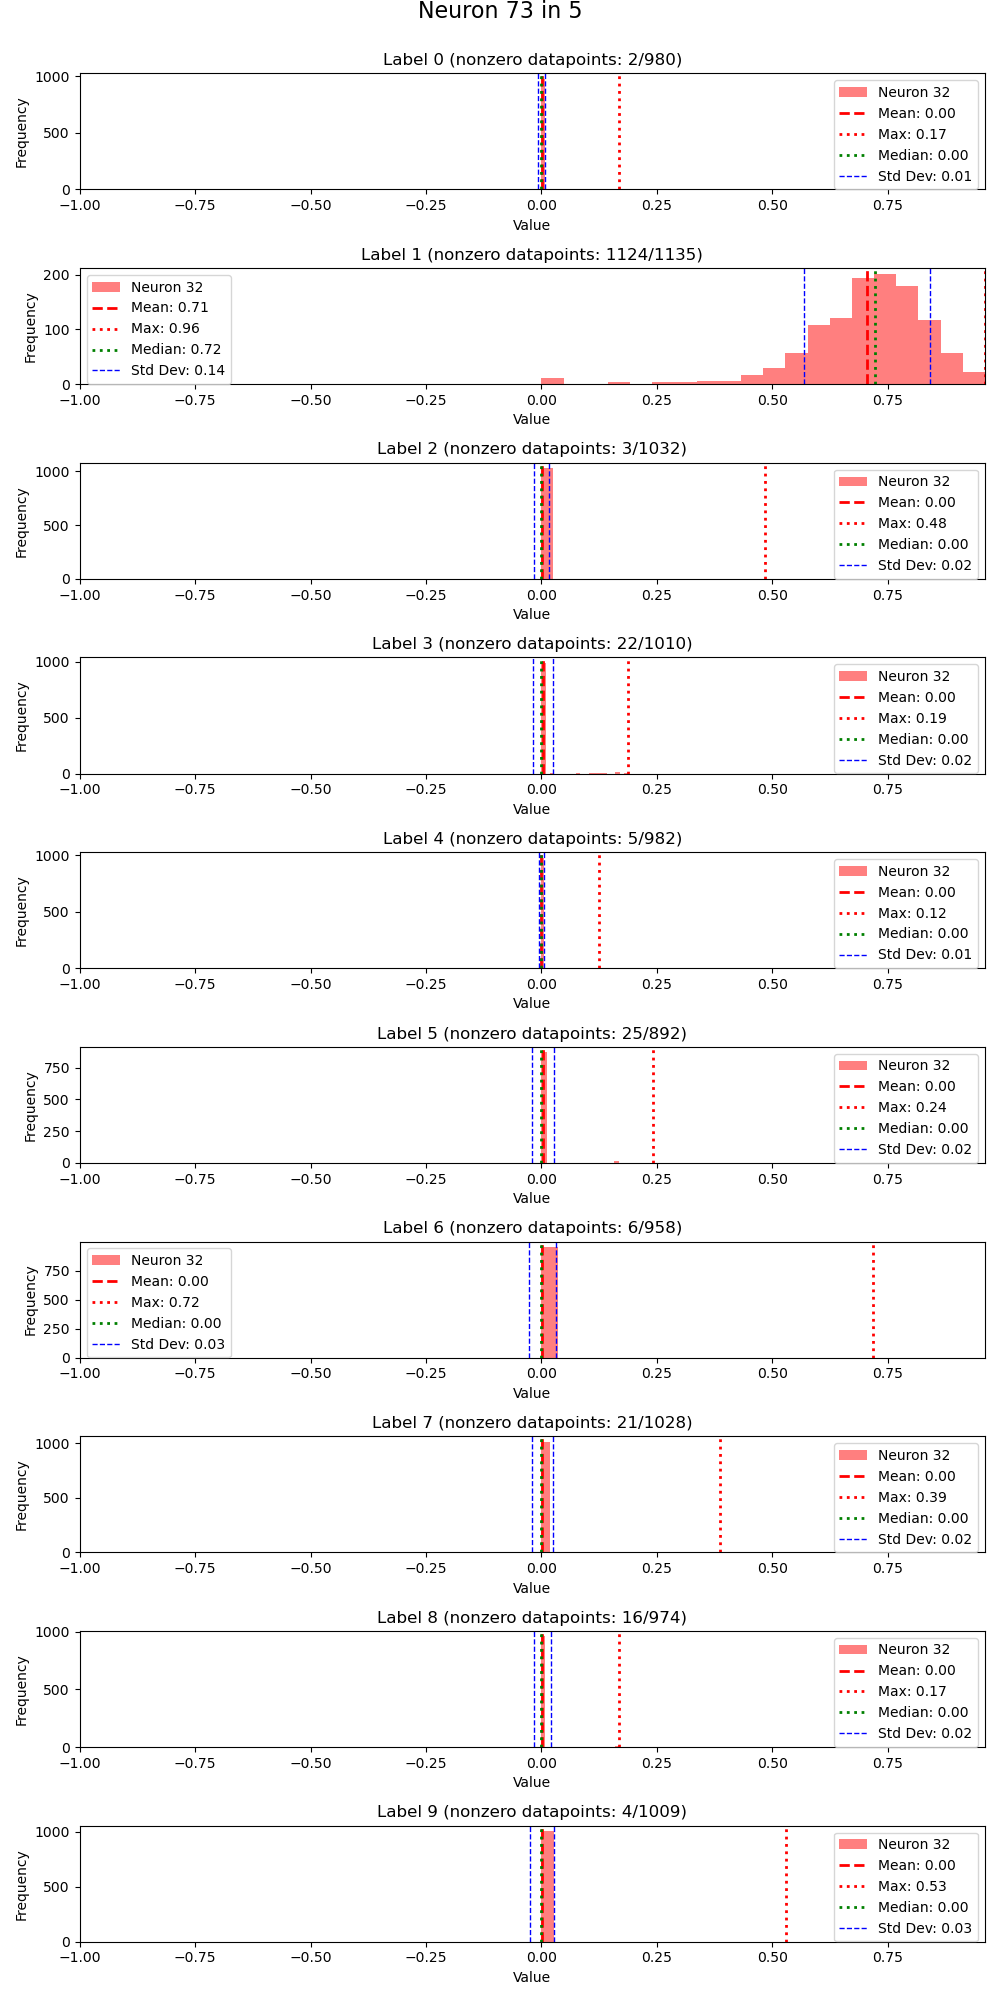 Neuron 73 in 5
Label 0 (nonzero datapoints: 2/980)
Frequency
1000
500
0
Neuron 32
Mean: 0.00
Max: 0.17
Median: 0.00
Std Dev: 0.01
−1.00 −0.75 −0.50 −0.25 0.00 0.25 0.50 0.75
Value
Label 1 (nonzero datapoints: 1124/1135)
Frequency
200
100
0
Neuron 32
Mean: 0.71
Max: 0.96
Median: 0.72
Std Dev: 0.14
−1.00 −0.75 −0.50 −0.25 0.00 0.25 0.50 0.75
Value
Label 2 (nonzero datapoints: 3/1032)
Frequency
1000
500
0
Neuron 32
Mean: 0.00
Max: 0.48
Median: 0.00
Std Dev: 0.02
−1.00 −0.75 −0.50 −0.25 0.00 0.25 0.50 0.75
Value
Label 3 (nonzero datapoints: 22/1010)
Frequency
1000
500
0
Neuron 32
Mean: 0.00
Max: 0.19
Median: 0.00
Std Dev: 0.02
−1.00 −0.75 −0.50 −0.25 0.00 0.25 0.50 0.75
Value
Label 4 (nonzero datapoints: 5/982)
Frequency
1000
500
0
Neuron 32
Mean: 0.00
Max: 0.12
Median: 0.00
Std Dev: 0.01
−1.00 −0.75 −0.50 −0.25 0.00 0.25 0.50 0.75
Value
Label 5 (nonzero datapoints: 25/892)
Frequency
750
500
250
0
Neuron 32
Mean: 0.00
Max: 0.24
Median: 0.00
Std Dev: 0.02
−1.00 −0.75 −0.50 −0.25 0.00 0.25 0.50 0.75
Value
Label 6 (nonzero datapoints: 6/958)
Frequency
750
500
250
0
Neuron 32
Mean: 0.00
Max: 0.72
Median: 0.00
Std Dev: 0.03
−1.00 −0.75 −0.50 −0.25 0.00 0.25 0.50 0.75
Value
Label 7 (nonzero datapoints: 21/1028)
Frequency
1000
500
0
Neuron 32
Mean: 0.00
Max: 0.39
Median: 0.00
Std Dev: 0.02
−1.00 −0.75 −0.50 −0.25 0.00 0.25 0.50 0.75
Value
Label 8 (nonzero datapoints: 16/974)
Frequency
1000
500
0
Neuron 32
Mean: 0.00
Max: 0.17
Median: 0.00
Std Dev: 0.02
−1.00 −0.75 −0.50 −0.25 0.00 0.25 0.50 0.75
Value
Label 9 (nonzero datapoints: 4/1009)
Frequency
1000
500
0
Neuron 32
Mean: 0.00
Max: 0.53
Median: 0.00
Std Dev: 0.03
−1.00 −0.75 −0.50 −0.25 0.00 0.25 0.50 0.75
Value